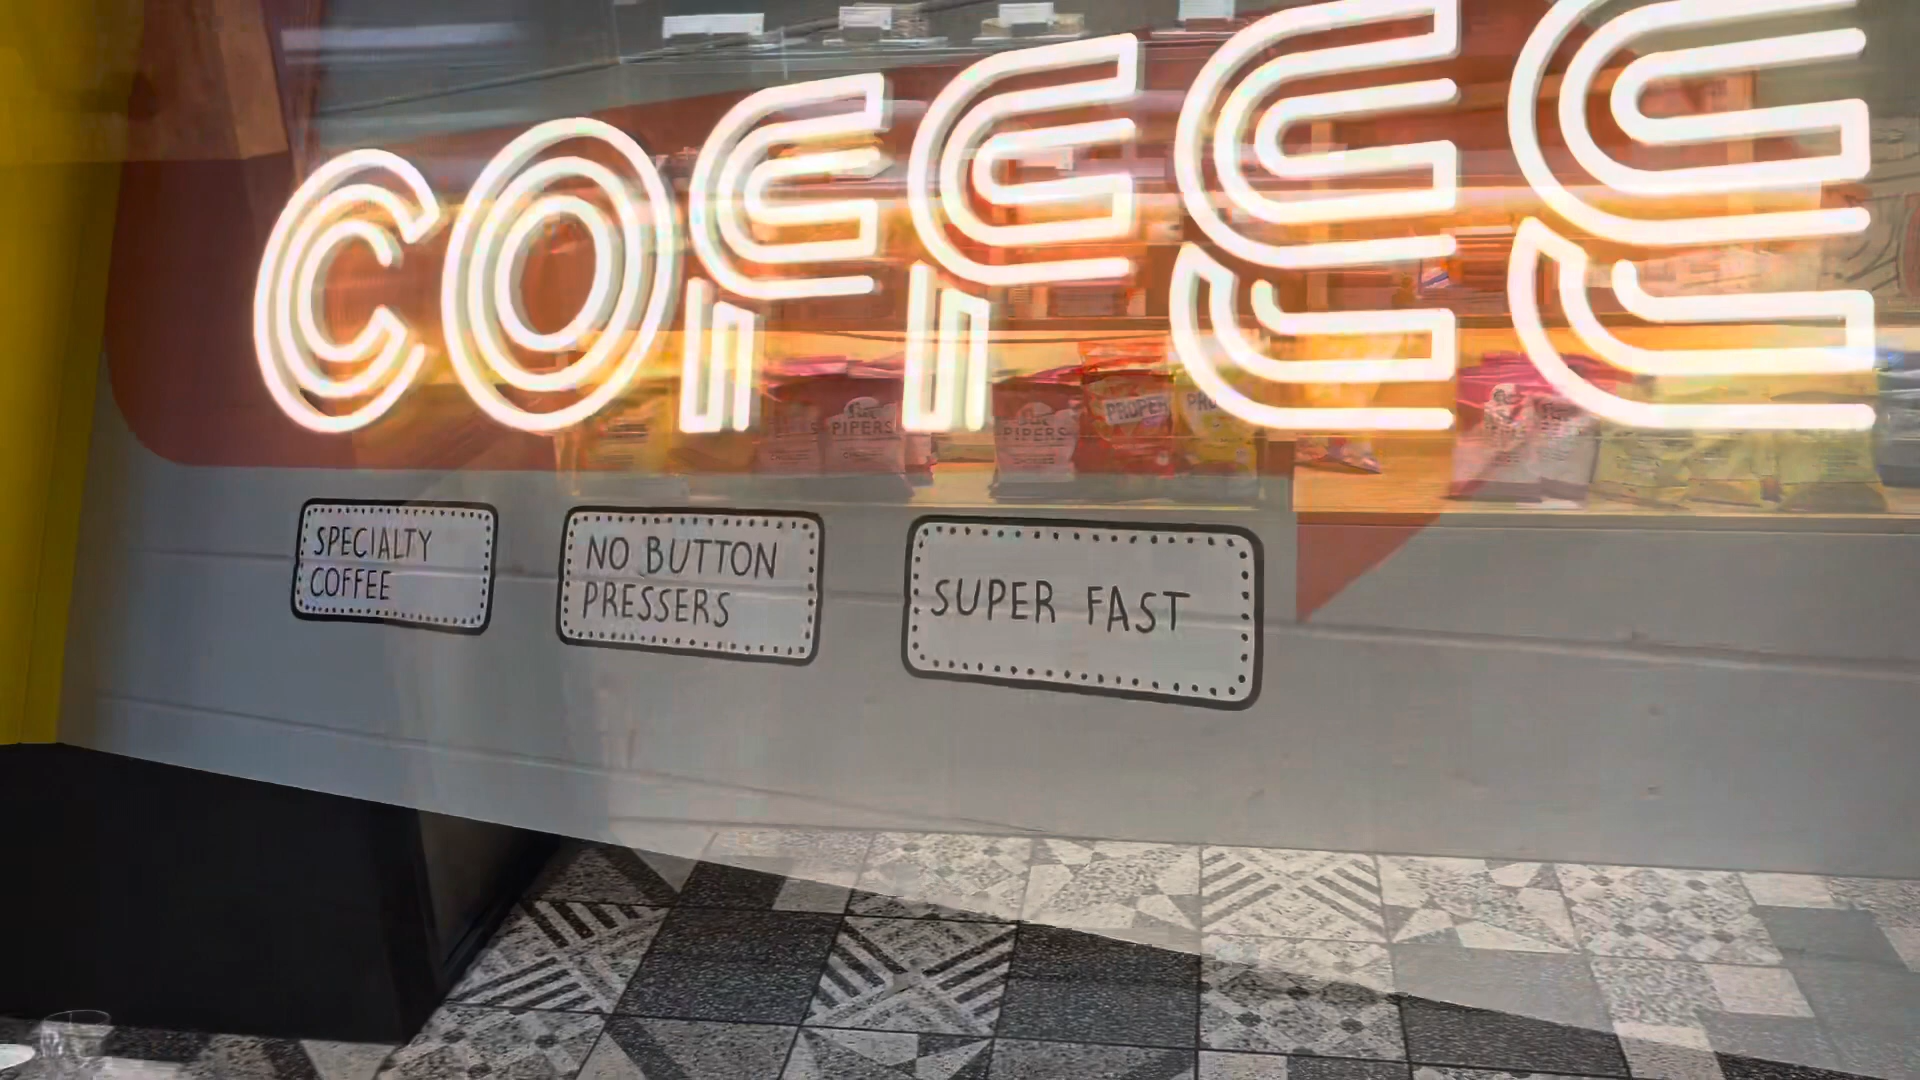 COFFEE
PIPERS
PIPERS
PROPER
SPECIALTY
COFFEE
NO BUTTON
PRESSERS
SUPER FAST